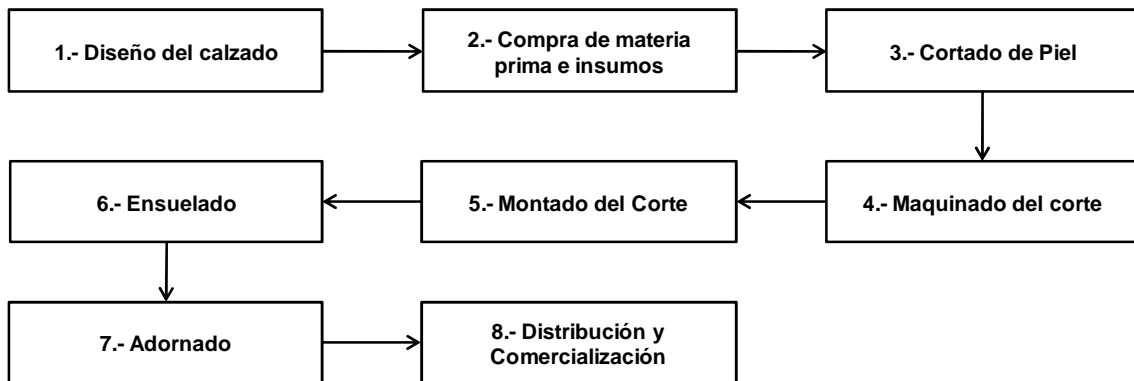 1.- Diseño del calzado
2.- Compra de materia
prima e insumos
3.- Cortado de Piel
6.- Ensuelado
5.- Montado del Corte
4.- Maquinado del corte
7.- Adornado
8.- Distribución y
Comercialización